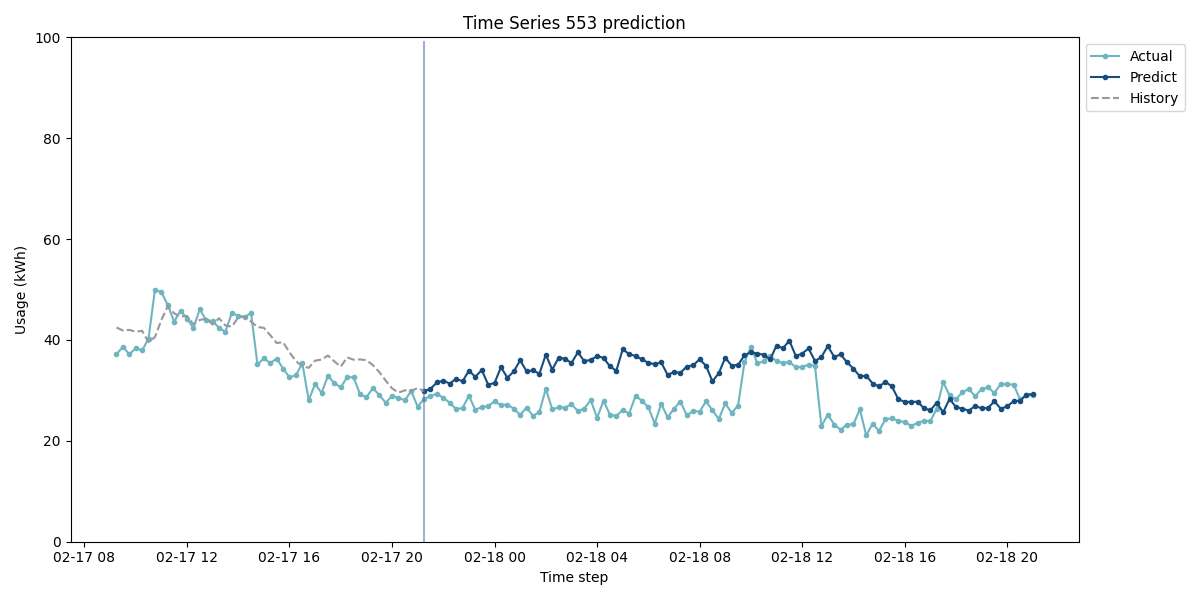 Time Series 553 prediction
100
80
60
40
20
0
Usage (kWh)
02-17 08 02-17 12 02-17 16 02-17 20 02-18 00 02-18 04 02-18 08 02-18 12 02-18 16 02-18 20
Time step
Actual
Predict
History